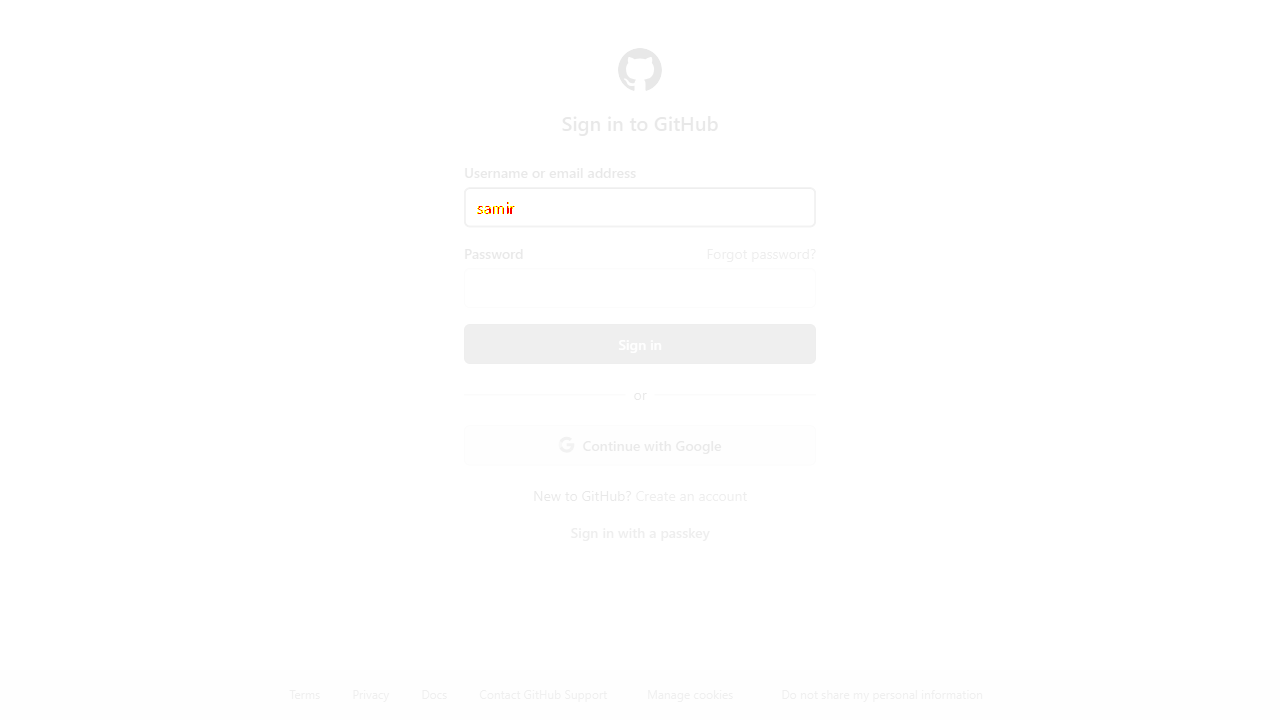 Sign in to GitHub
Username or email address
samir
Password Forgot password?
Sign in
or
Continue with Google
New to GitHub? Create an account
Sign in with a passkey
Terms Privacy Docs Contact GitHub Support Manage cookies Do not share my personal information